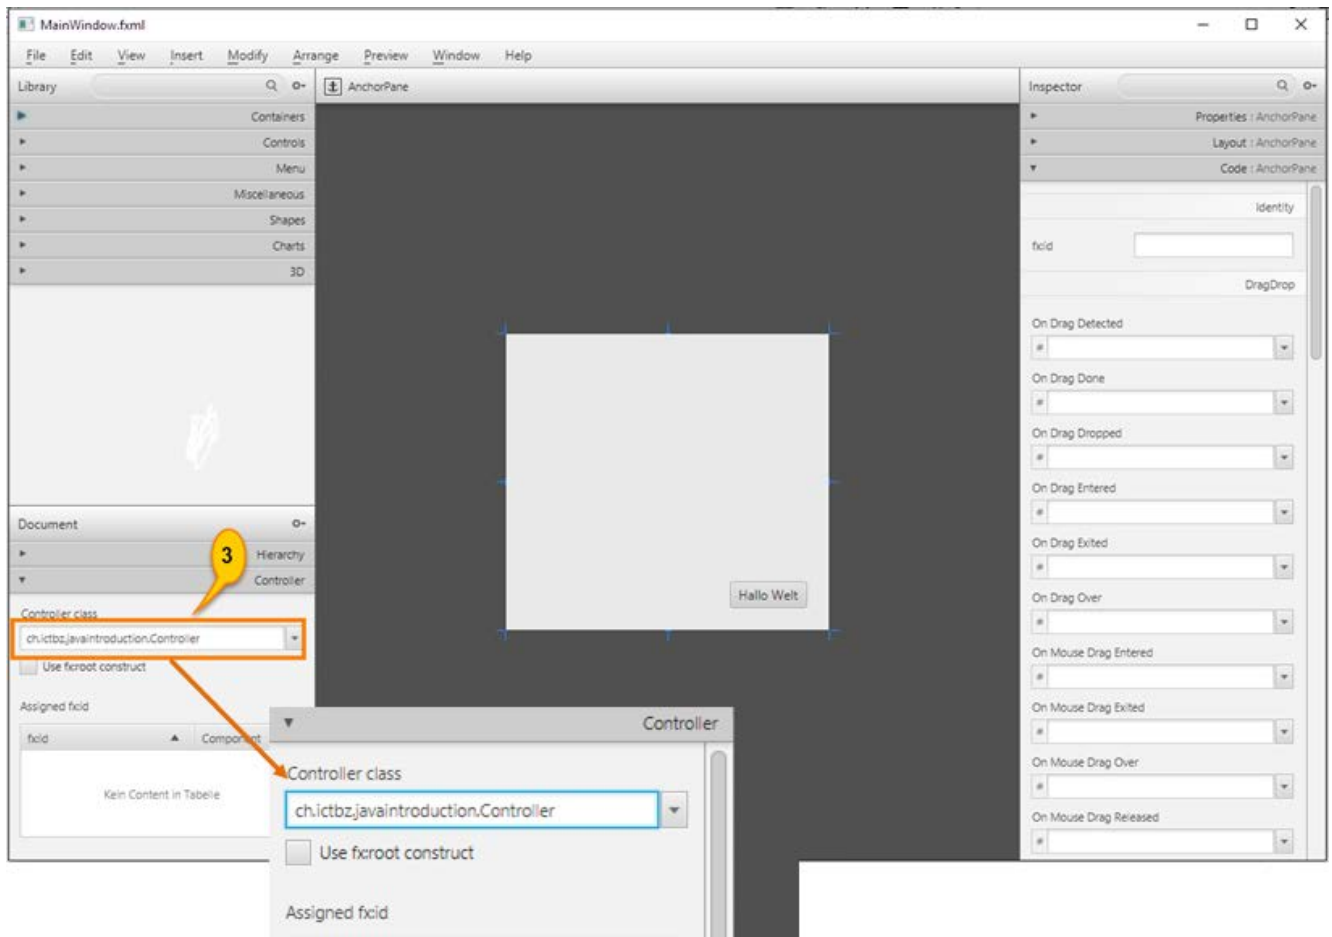 MainWindow.fxml
File Edit View Insert Modify Arrange Preview Window Help
Library
Containers
Controls
Menu
Miscellaneous
Shapes
Charts
3D
Document
Hierarchy
Controller
3
Controller class
ch.ictbz.javaintroduction.Controller
Use fx:root construct
Assigned fx:id
fx:id Component
Kein Content in Tabelle
AnchorPane
Hallo Welt
Controller
Controller class
ch.ictbz.javaintroduction.Controller
Use fx:root construct
Assigned fx:id
Inspector
Properties : AnchorPane
Layout : AnchorPane
Code : AnchorPane
Identity
fx:id
DragDrop
On Drag Detected
#
On Drag Done
#
On Drag Dropped
#
On Drag Entered
#
On Drag Exited
#
On Drag Over
#
On Mouse Drag Entered
#
On Mouse Drag Exited
#
On Mouse Drag Over
#
On Mouse Drag Released
#